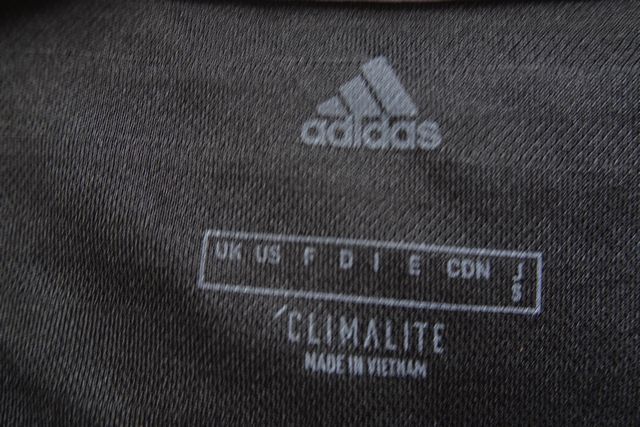 adidas
UK US F D I E CDN J
S
CLIMALITE
MADE IN VIETNAM